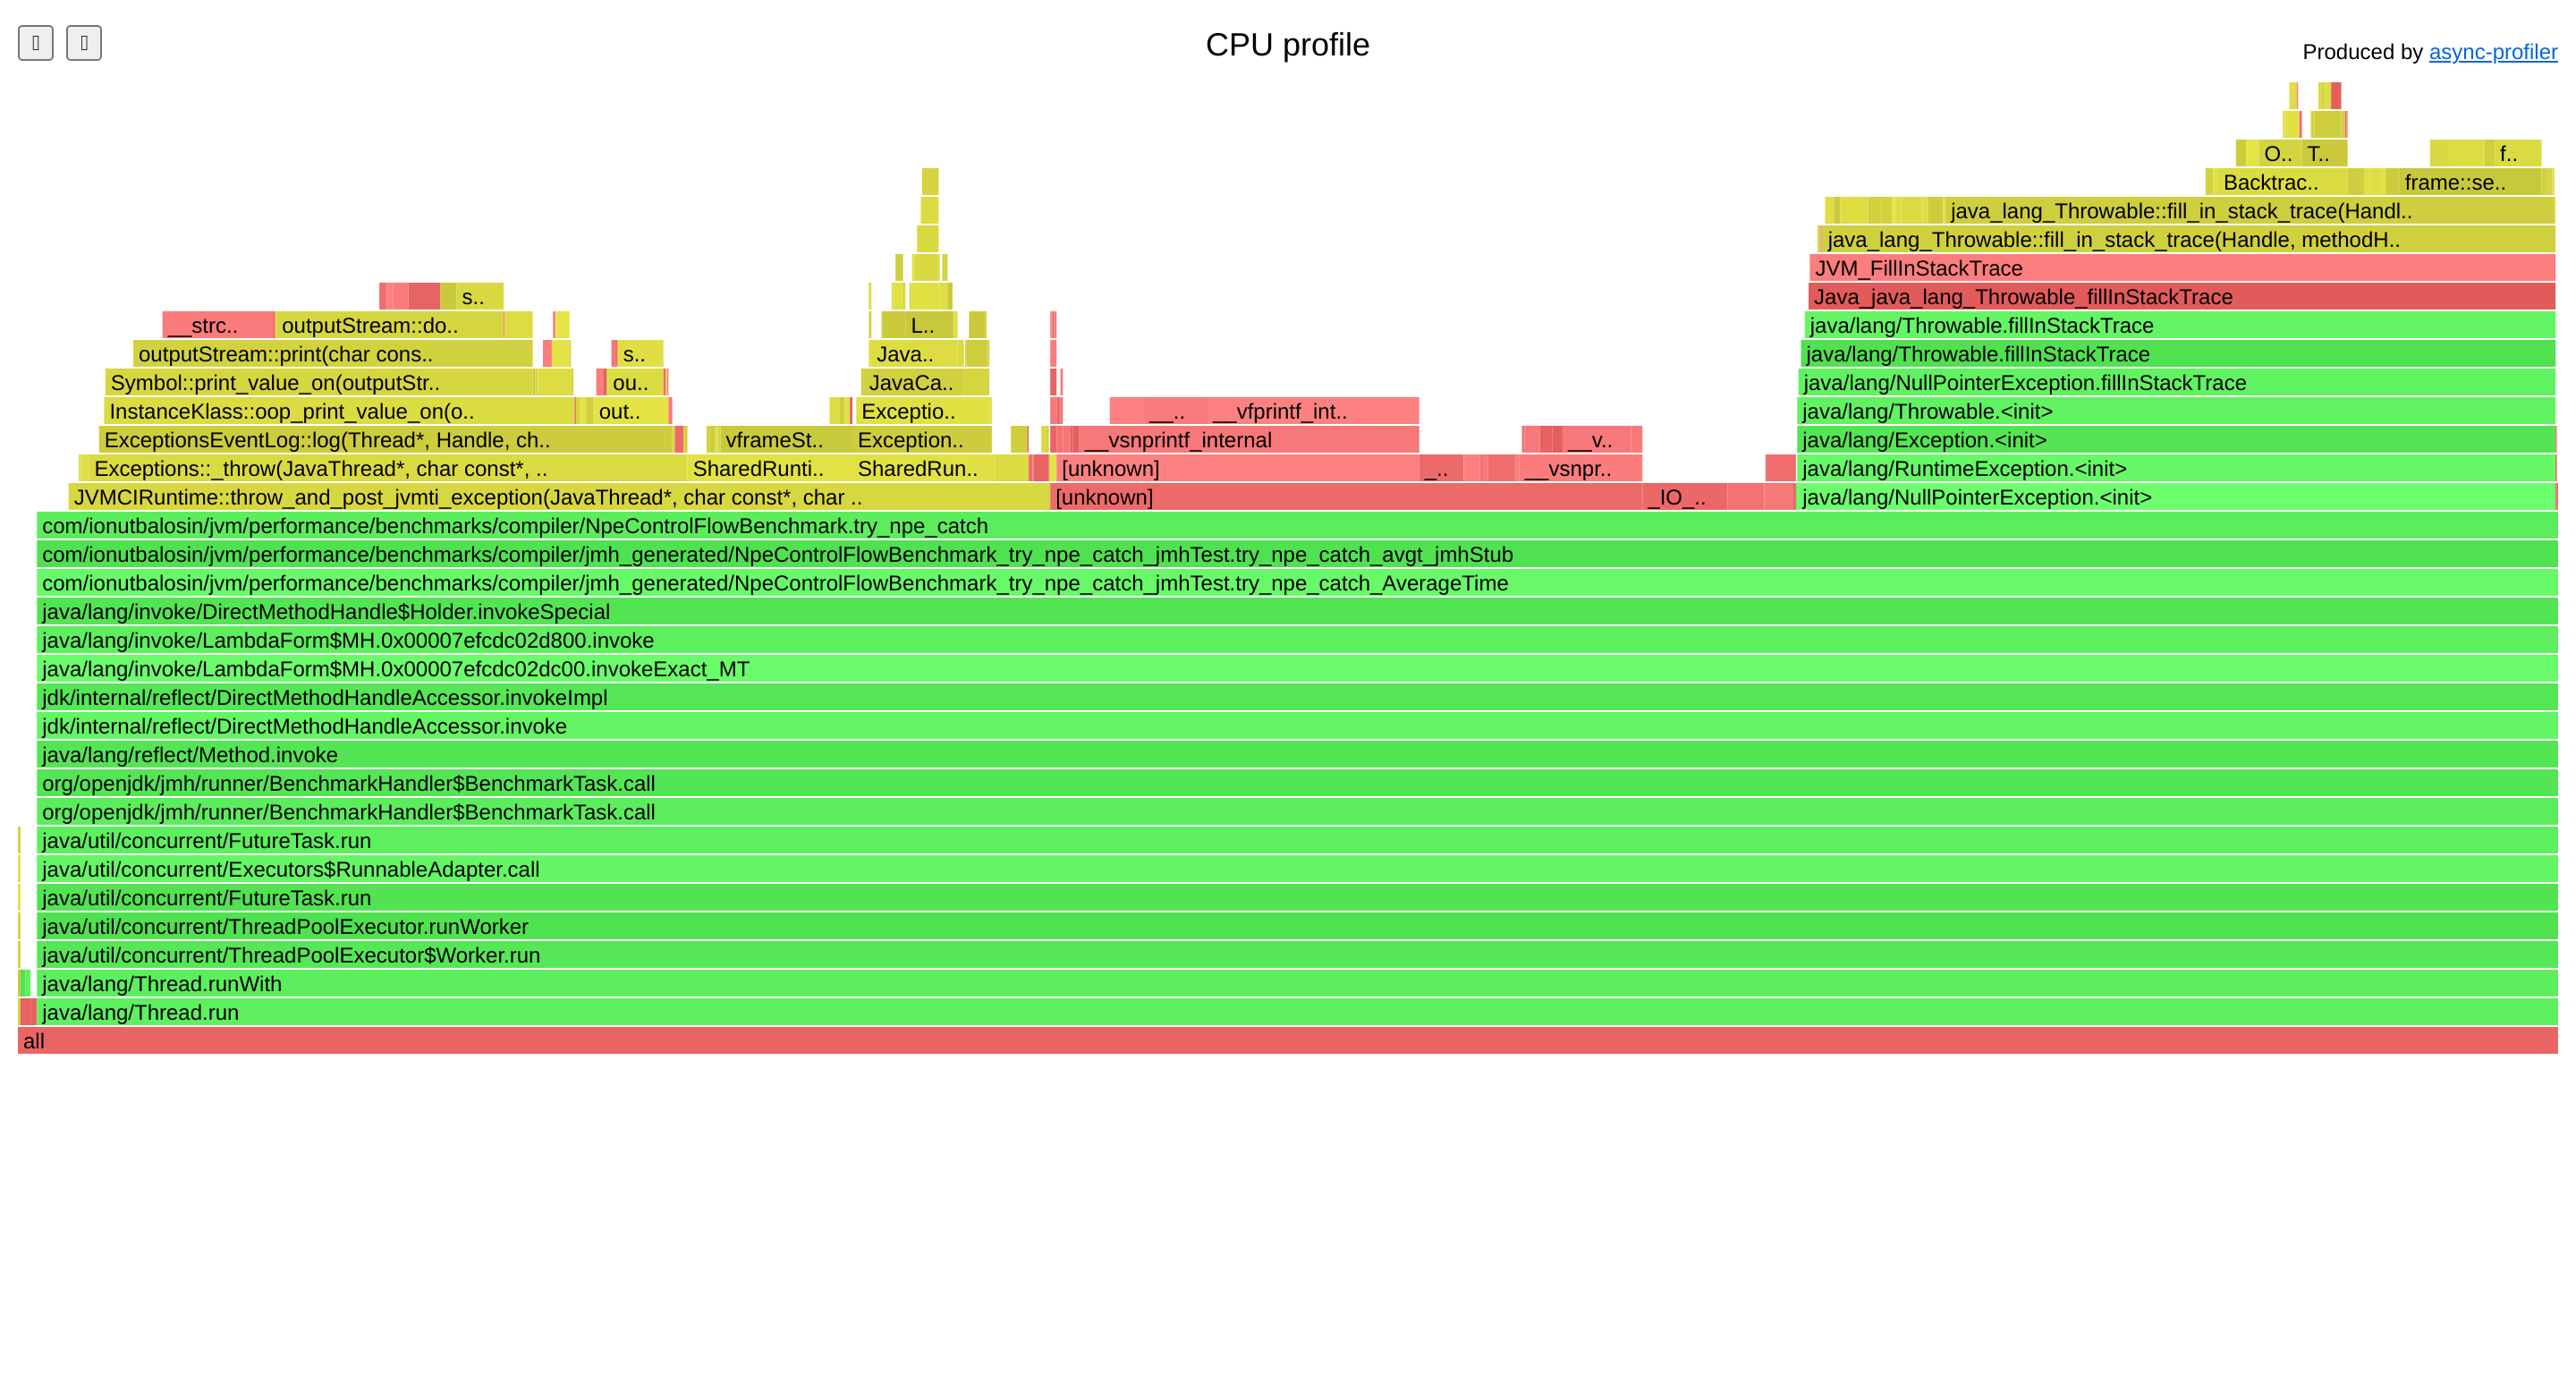 CPU profile
Produced by async-profiler
O.. T.. f..
Backtrac.. frame::se..
java_lang_Throwable::fill_in_stack_trace(Handl..
java_lang_Throwable::fill_in_stack_trace(Handle, methodH..
JVM_FillInStackTrace
s.. Java_java_lang_Throwable_fillInStackTrace
__strc.. outputStream::do.. L.. java/lang/Throwable.fillInStackTrace
outputStream::print(char cons.. s.. Java.. java/lang/Throwable.fillInStackTrace
Symbol::print_value_on(outputStr.. ou.. JavaCa.. java/lang/NullPointerException.fillInStackTrace
InstanceKlass::oop_print_value_on(o.. out.. Exceptio.. __.. __vfprintf_int.. java/lang/Throwable.<init>
ExceptionsEventLog::log(Thread*, Handle, ch.. vframeSt.. Exception.. __vsnprintf_internal __v.. java/lang/Exception.<init>
Exceptions::_throw(JavaThread*, char const*, .. SharedRunti.. SharedRun.. [unknown] _.. __vsnpr.. java/lang/RuntimeException.<init>
JVMCIRuntime::throw_and_post_jvmti_exception(JavaThread*, char const*, char .. [unknown] _IO_.. java/lang/NullPointerException.<init>
com/ionutbalosin/jvm/performance/benchmarks/compiler/NpeControlFlowBenchmark.try_npe_catch
com/ionutbalosin/jvm/performance/benchmarks/compiler/jmh_generated/NpeControlFlowBenchmark_try_npe_catch_jmhTest.try_npe_catch_avgt_jmhStub
com/ionutbalosin/jvm/performance/benchmarks/compiler/jmh_generated/NpeControlFlowBenchmark_try_npe_catch_jmhTest.try_npe_catch_AverageTime
java/lang/invoke/DirectMethodHandle$Holder.invokeSpecial
java/lang/invoke/LambdaForm$MH.0x00007efcdc02d800.invoke
java/lang/invoke/LambdaForm$MH.0x00007efcdc02dc00.invokeExact_MT
jdk/internal/reflect/DirectMethodHandleAccessor.invokeImpl
jdk/internal/reflect/DirectMethodHandleAccessor.invoke
java/lang/reflect/Method.invoke
org/openjdk/jmh/runner/BenchmarkHandler$BenchmarkTask.call
org/openjdk/jmh/runner/BenchmarkHandler$BenchmarkTask.call
java/util/concurrent/FutureTask.run
java/util/concurrent/Executors$RunnableAdapter.call
java/util/concurrent/FutureTask.run
java/util/concurrent/ThreadPoolExecutor.runWorker
java/util/concurrent/ThreadPoolExecutor$Worker.run
java/lang/Thread.runWith
java/lang/Thread.run
all